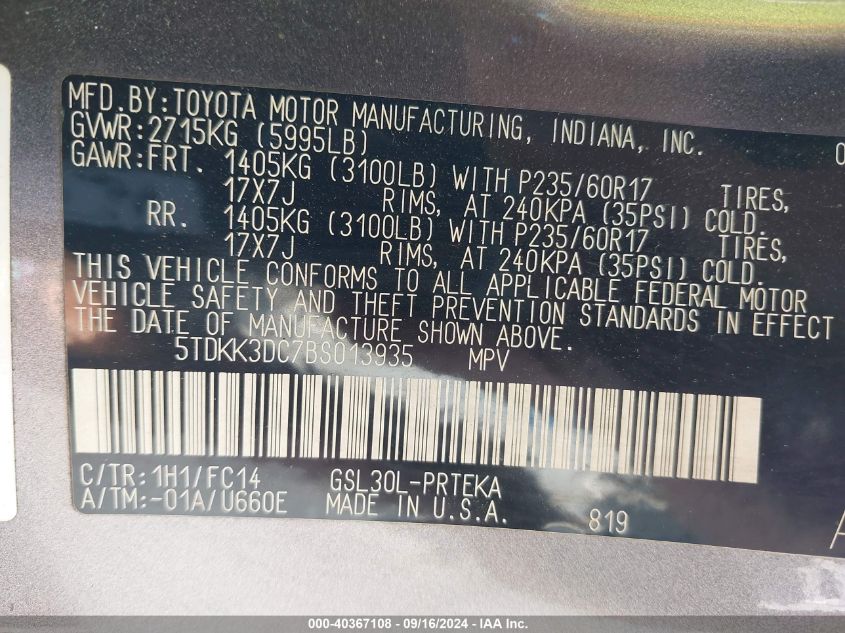 MFD.BY:TOYOTA MOTOR MANUFACTURING, INDIANA, INC.
GVWR:2715KG (5995LB)
GAWR:FRT. 1405KG (3100LB) WITH P235/60R17 TIRES,
17X7J RIMS, AT 240KPA (35PSI) COLD.
RR. 1405KG (3100LB) WITH P235/60R17 TIRES,
17X7J RIMS, AT 240KPA (35PSI) COLD.
THIS VEHICLE CONFORMS TO ALL APPLICABLE FEDERAL MOTOR
VEHICLE SAFETY AND THEFT PREVENTION STANDARDS IN EFFECT
THE DATE OF MANUFACTURE SHOWN ABOVE.
5TDKK3DC7BS013935 MPV
C/TR:1H1/FC14 GSL30L-PRTEKA
A/TM:-01A/U660E MADE IN U.S.A. 819
000-40367108 - 09/16/2024 - IAA Inc.